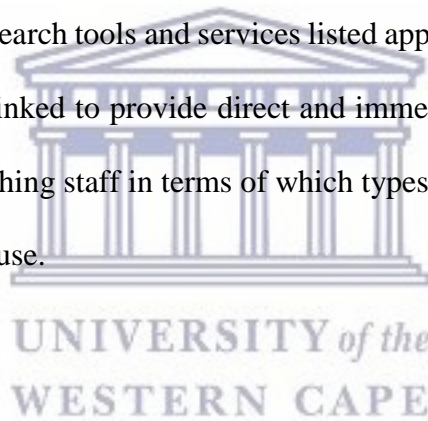 earch tools and services listed app
inked to provide direct and imme
hing staff in terms of which types
use.
UNIVERSITY of the
WESTERN CAPE